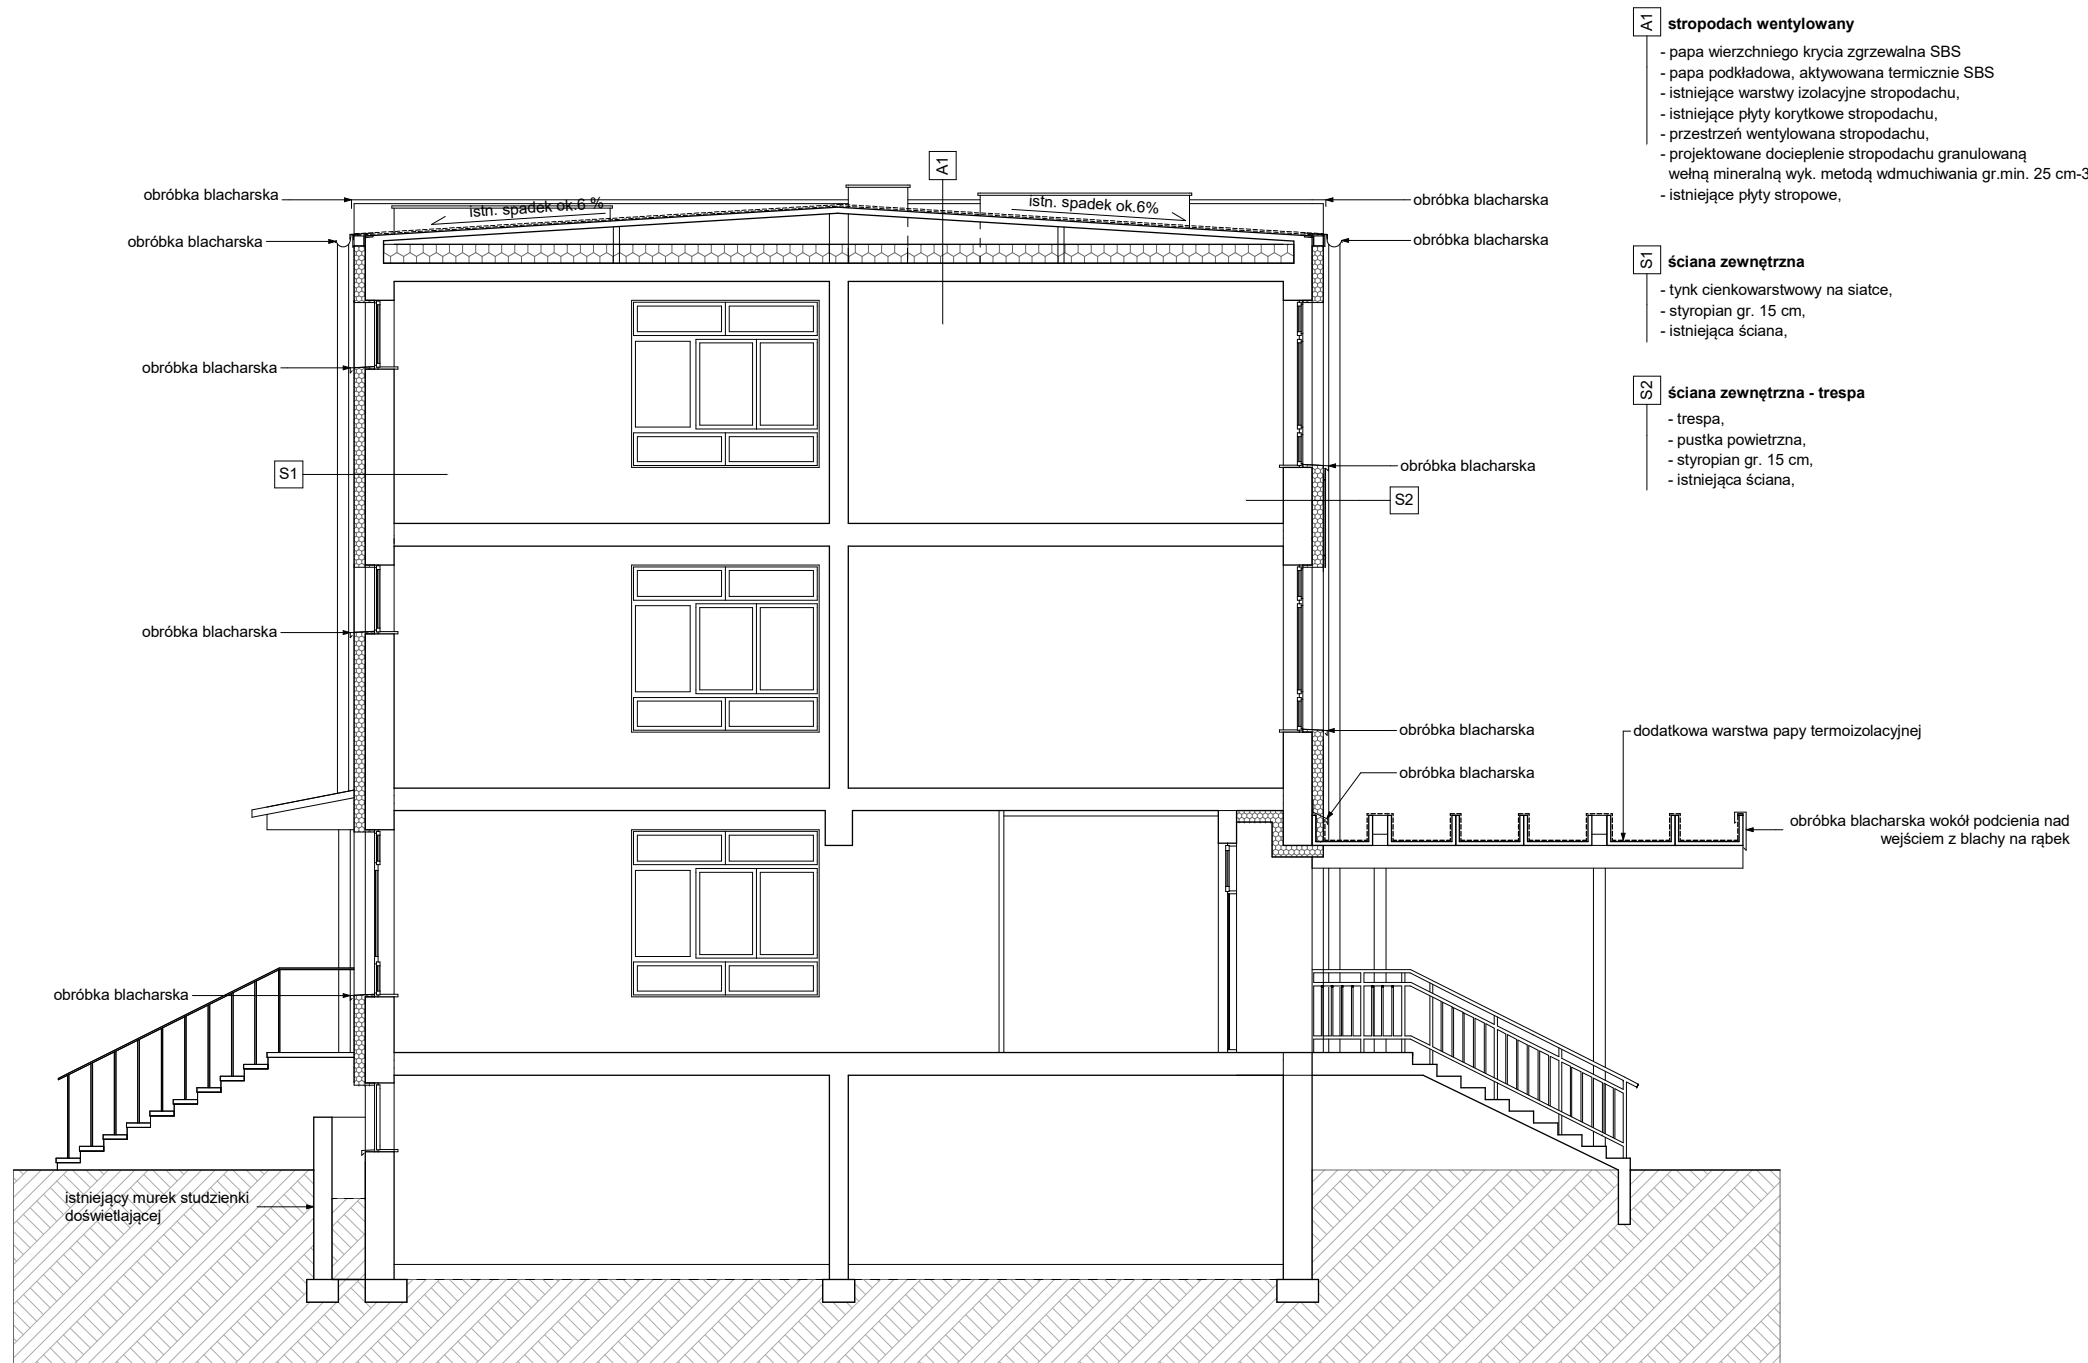 A1 stropodach wentylowany
- papa wierzchniego krycia zgrzewalna SBS
- papa podkładowa, aktywowana termicznie SBS
- istniejące warstwy izolacyjne stropodachu,
- istniejące płyty korytkowe stropodachu,
- przestrzeń wentylowana stropodachu,
- projektowane docieplenie stropodachu granulowaną
wełną mineralną wyk. metodą wdmuchiwania gr.min. 25 cm-3
- istniejące płyty stropowe,
S1 ściana zewnętrzna
- tynk cienkowarstwowy na siatce,
- styropian gr. 15 cm,
- istniejąca ściana,
S2 ściana zewnętrzna - trespa
- trespa,
- pustka powietrzna,
- styropian gr. 15 cm,
- istniejąca ściana,
A1
obróbka blacharska
obróbka blacharska
istn. spadek ok.6 %
istn. spadek ok.6%
obróbka blacharska
obróbka blacharska
obróbka blacharska
S1
obróbka blacharska
S2
obróbka blacharska
obróbka blacharska
dodatkowa warstwa papy termoizolacyjnej
obróbka blacharska
obróbka blacharska wokół podcienia nad
wejściem z blachy na rąbek
obróbka blacharska
istniejący murek studzienki
doświetlającej